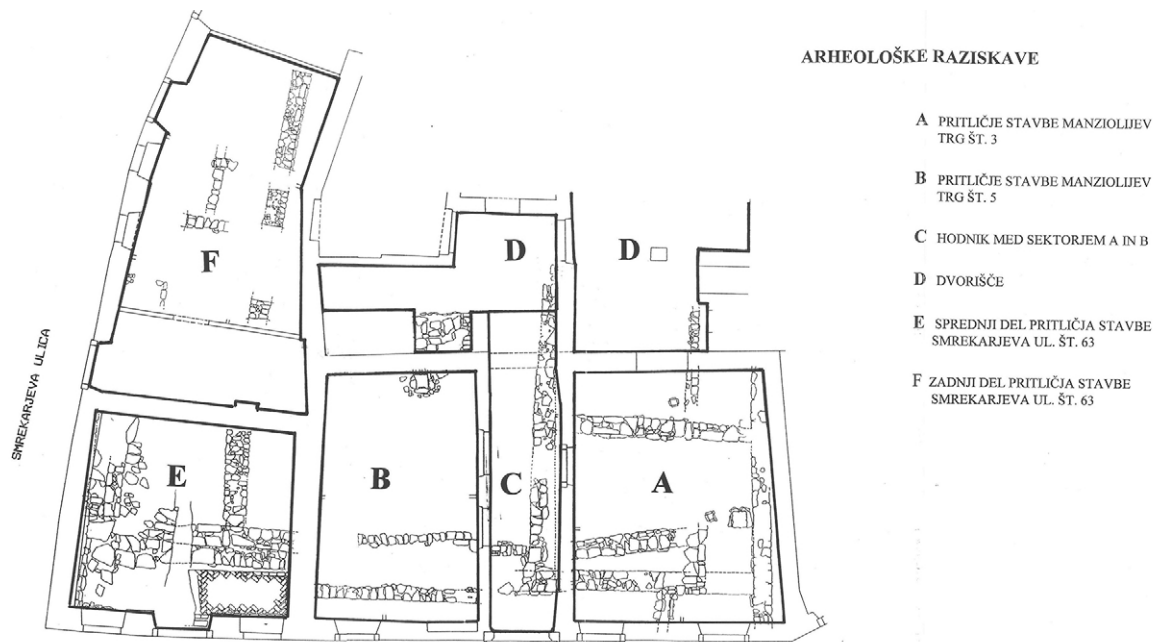 ARHEOLOŠKE RAZISKAVE
A PRITLIČJE STAVBE MANZIOLIJEV
TRG ŠT. 3
B PRITLIČJE STAVBE MANZIOLIJEV
TRG ŠT. 5
C HODNIK MED SEKTORJEM A IN B
D DVORIŠČE
E SPREDNJI DEL PRITLIČJA STAVBE
SMREKARJEVA UL. ŠT. 63
F ZADNJI DEL PRITLIČJA STAVBE
SMREKARJEVA UL. ŠT. 63
SMREKARJEVA ULICA
F
D
D
E
B
C
A